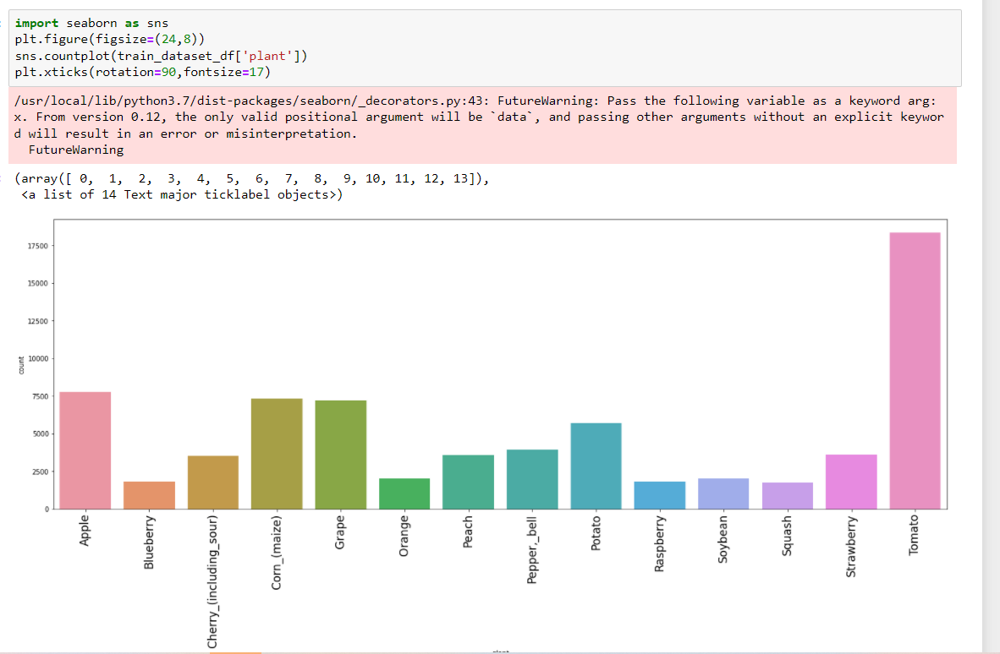 import seaborn as sns
plt.figure(figsize=(24,8))
sns.countplot(train_dataset_df['plant'])
plt.xticks(rotation=90,fontsize=17)
/usr/local/lib/python3.7/dist-packages/seaborn/_decorators.py:43: FutureWarning: Pass the following variable as a keyword arg:
x. From version 0.12, the only valid positional argument will be `data`, and passing other arguments without an explicit keywor
d will result in an error or misinterpretation.
FutureWarning
(array([ 0, 1, 2, 3, 4, 5, 6, 7, 8, 9, 10, 11, 12, 13]),
<a list of 14 Text major ticklabel objects>)
17500
15000
12500
10000
7500
5000
2500
0
count
Apple
Blueberry
Cherry_(including_sour)
Corn_(maize)
Grape
Orange
Peach
Pepper,_bell
Potato
Raspberry
Soybean
Squash
Strawberry
Tomato